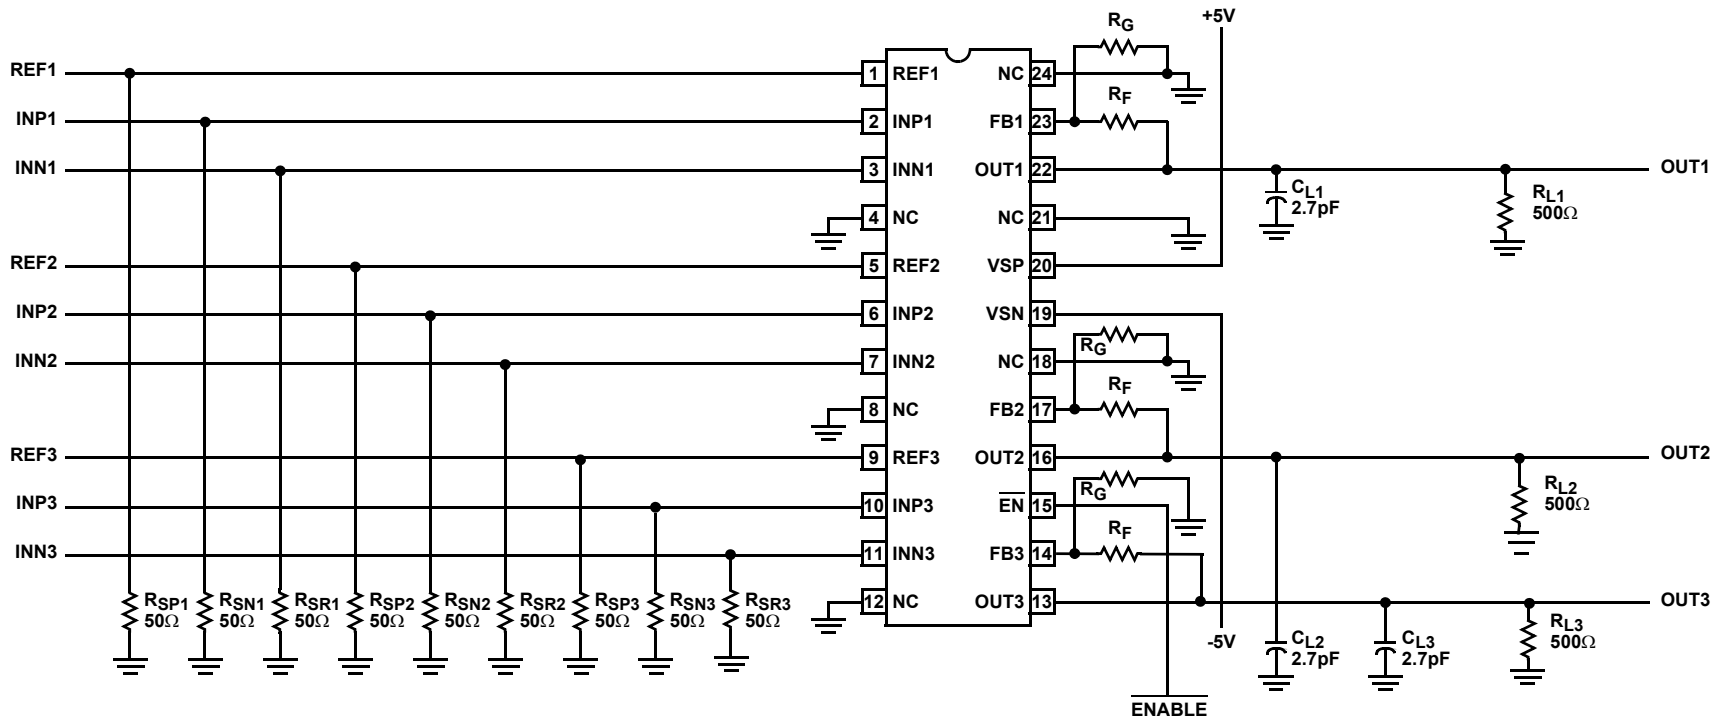 REF1
INP1
INN1
REF2
INP2
INN2
REF3
INP3
INN3
RSP1
50Ω
RSN1
50Ω
RSR1
50Ω
RSP2
50Ω
RSN2
50Ω
RSR2
50Ω
RSP3
50Ω
RSN3
50Ω
RSR3
50Ω
1 REF1
2 INP1
3 INN1
4 NC
5 REF2
6 INP2
7 INN2
8 NC
9 REF3
10 INP3
11 INN3
12 NC
NC 24
FB1 23
OUT1 22
NC 21
VSP 20
VSN 19
NC 18
FB2 17
OUT2 16
EN 15
FB3 14
OUT3 13
RG
RF
+5V
RG
RF
RG
RF
-5V
ENABLE
CL1
2.7pF
RL1
500Ω
OUT1
OUT2
RL2
500Ω
OUT3
CL2
2.7pF
CL3
2.7pF
RL3
500Ω